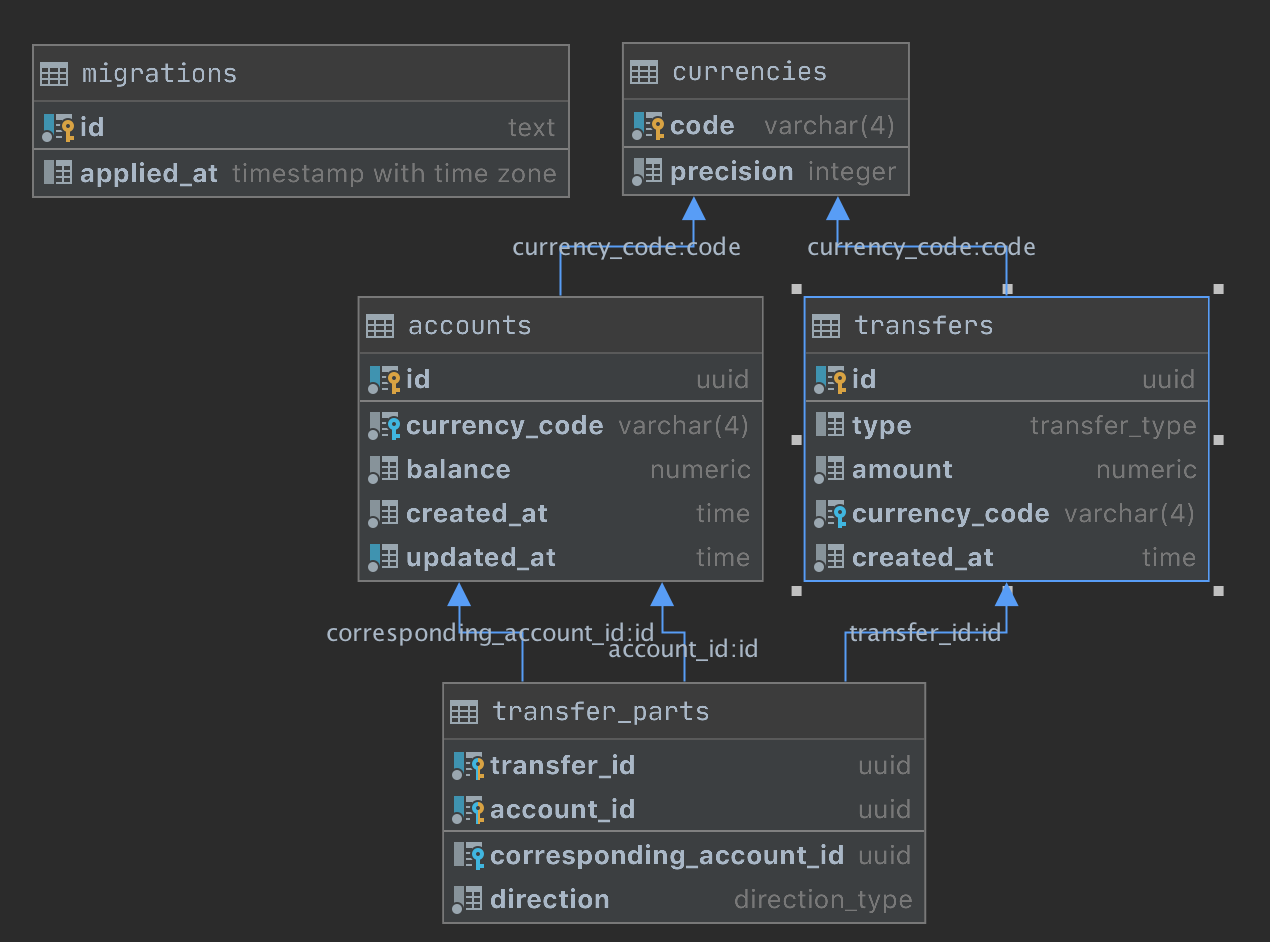 migrations
id text
applied_at timestamp with time zone
currencies
code varchar(4)
precision integer
currency_code:code
currency_code:code
accounts
id uuid
currency_code varchar(4)
balance numeric
created_at time
updated_at time
transfers
id uuid
type transfer_type
amount numeric
currency_code varchar(4)
created_at time
corresponding_account_id:id
account_id:id
transfer_id:id
transfer_parts
transfer_id uuid
account_id uuid
corresponding_account_id uuid
direction direction_type